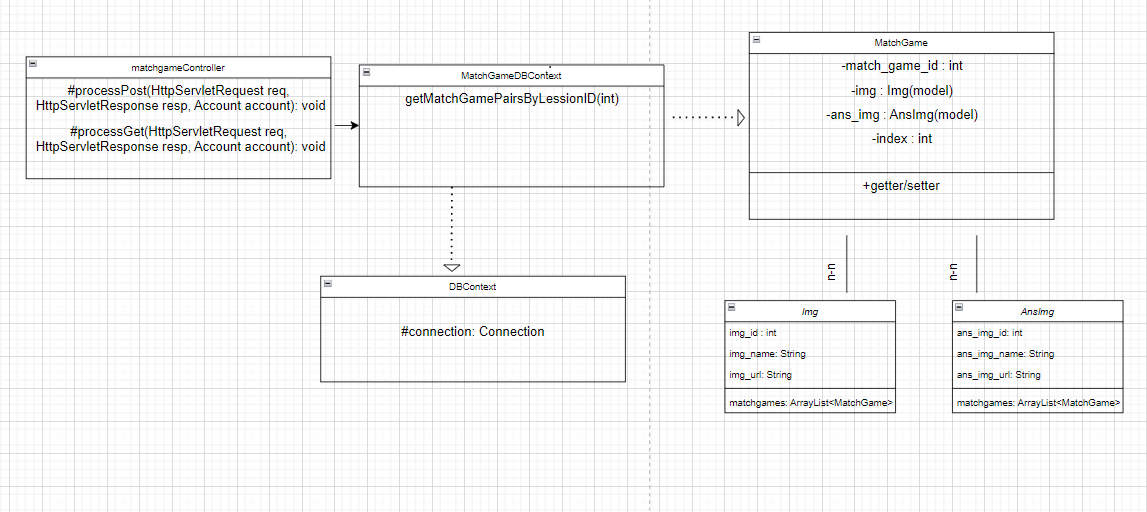 matchgameController
#processPost(HttpServletRequest req,
HttpServletResponse resp, Account account): void
#processGet(HttpServletRequest req,
HttpServletResponse resp, Account account): void
MatchGameDBContext
getMatchGamePairsByLessionID(int)
MatchGame
-match_game_id : int
-img : Img(model)
-ans_img : AnsImg(model)
-index : int
+getter/setter
DBContext
#connection: Connection
n-n
n-n
Img
img_id : int
img_name: String
img_url: String
matchgames: ArrayList<MatchGame>
AnsImg
ans_img_id: int
ans_img_name: String
ans_img_url: String
matchgames: ArrayList<MatchGame>